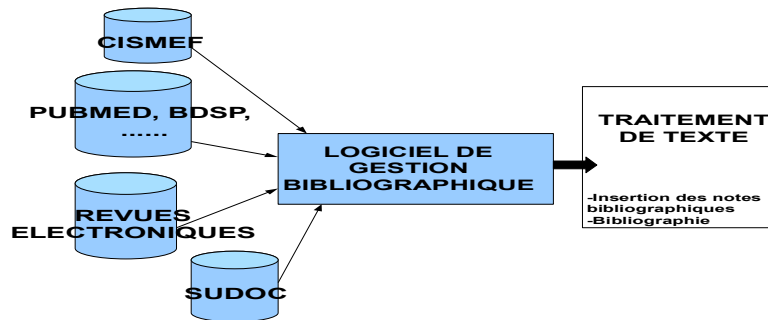 CISMEF
PUBMED, BDSP,
......
REVUES
ELECTRONIQUES
SUDOC
LOGICIEL DE
GESTION
BIBLIOGRAPHIQUE
TRAITEMENT
DE TEXTE
-Insertion des notes
bibliographiques
-Bibliographie